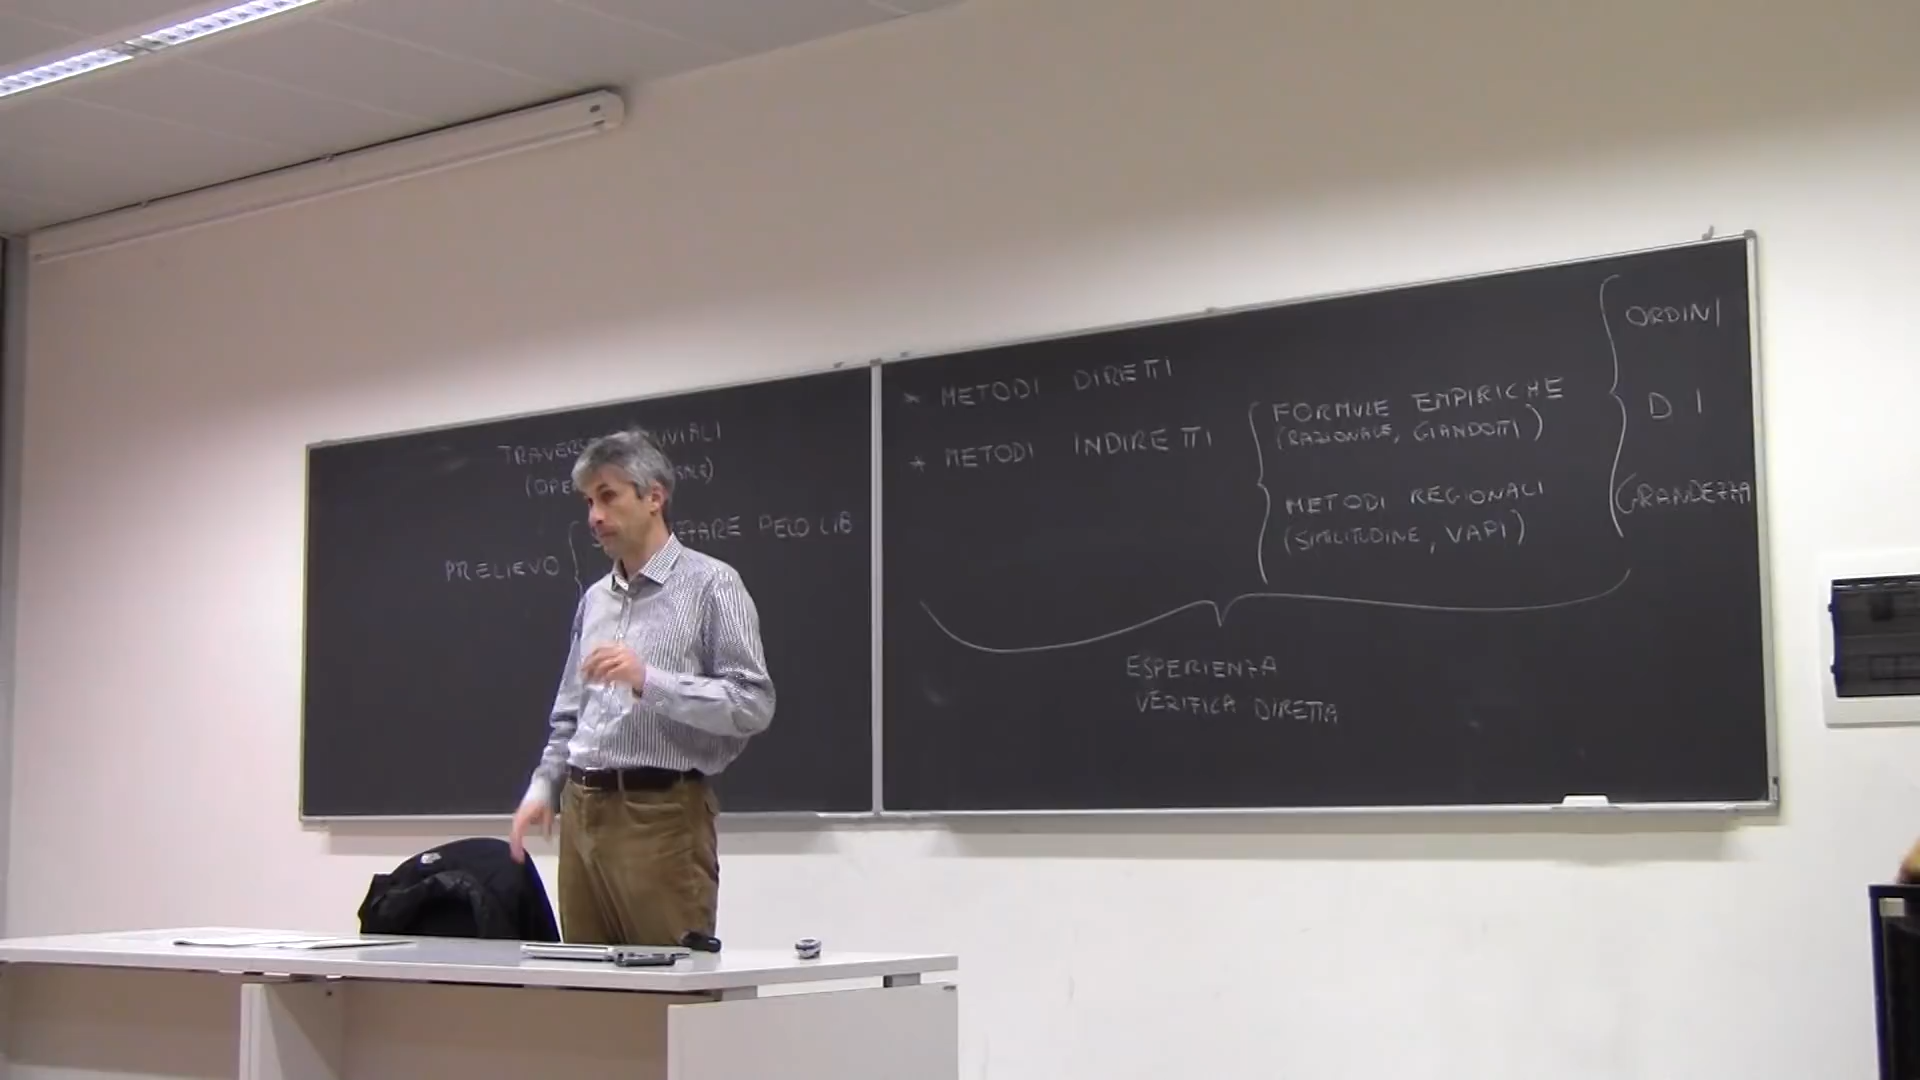 PRELIEVO {
PELO LIB
* METODI DIRETTI
* METODI INDIRETTI
FORMULE EMPIRICHE
(RAZIONALE, GIANDOTTI)
METODI REGIONALI
(SIMILITUDINE, VAPI)
ORDINI
DI
GRANDEZZA
ESPERIENZA
VERIFICA DIRETTA